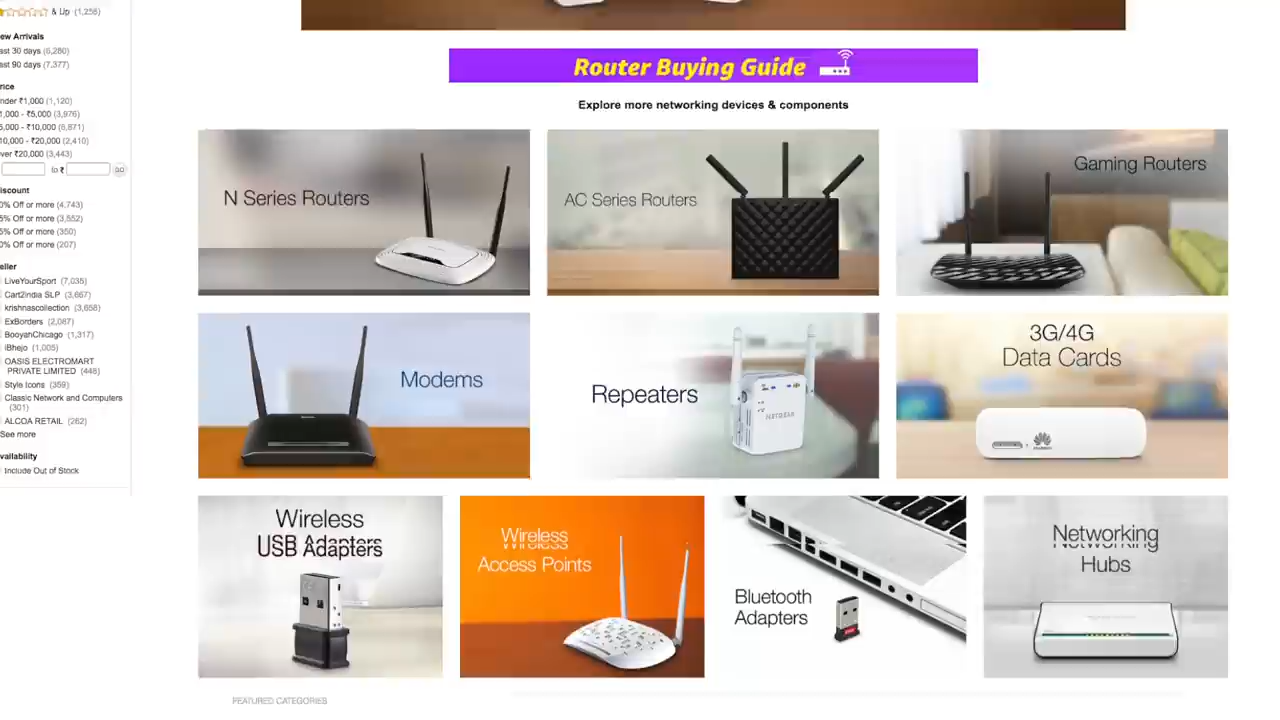 & Up (1,258)
ew Arrivals
ast 30 days (6,280)
ast 90 days (7,377)
rice
nder ₹1,000 (1,120)
1,000 - ₹5,000 (3,976)
5,000 - ₹10,000 (6,871)
10,000 - ₹20,000 (2,410)
ver ₹20,000 (3,443)
to ₹ GO
iscount
0% Off or more (4,743)
5% Off or more (3,552)
5% Off or more (350)
0% Off or more (207)
eller
LiveYourSport (7,035)
Cart2India SLP (3,667)
krishnascollection (3,658)
ExBorders (2,087)
BooyahChicago (1,317)
iBhejo (1,005)
OASIS ELECTROMART
PRIVATE LIMITED (448)
Style Icons (359)
Classic Network and Computers
(301)
ALCOA RETAIL (262)
See more
vailability
Include Out of Stock
Router Buying Guide
Explore more networking devices & components
N Series Routers
AC Series Routers
Gaming Routers
Modems
Repeaters
NETGEAR
3G/4G
Data Cards
Wireless
USB Adapters
Wireless
Access Points
Bluetooth
Adapters
Networking
Hubs
FEATURED CATEGORIES